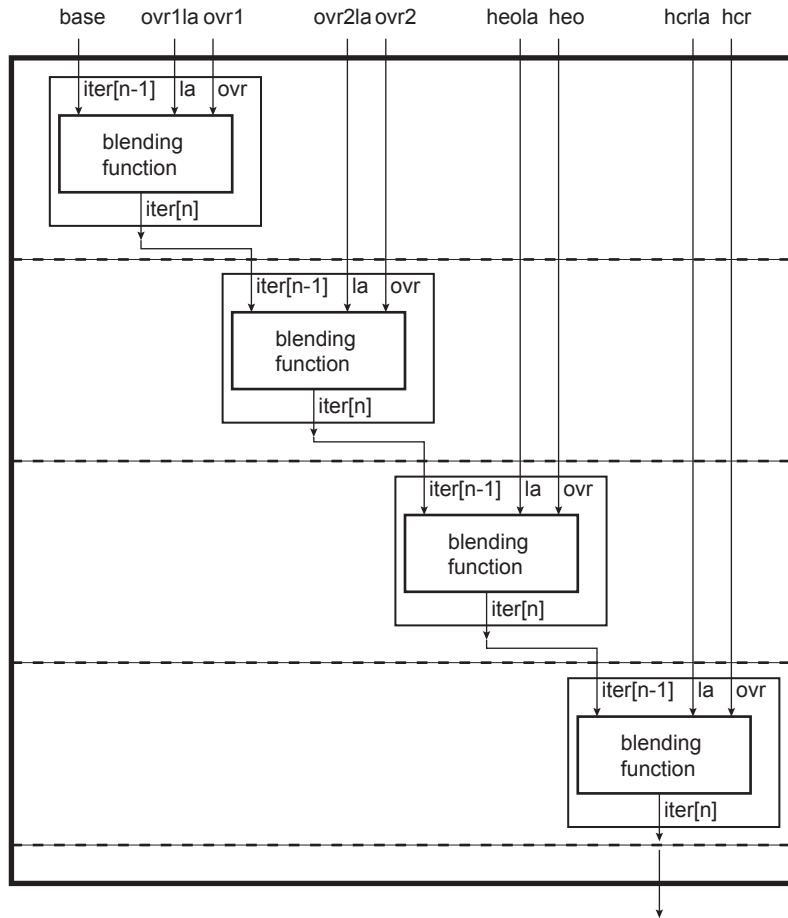 base ovr1la ovr1 ovr2la ovr2 heola heo hcrla hcr
iter[n-1] la ovr
blending
function
iter[n]
iter[n-1] la ovr
blending
function
iter[n]
iter[n-1] la ovr
blending
function
iter[n]
iter[n-1] la ovr
blending
function
iter[n]